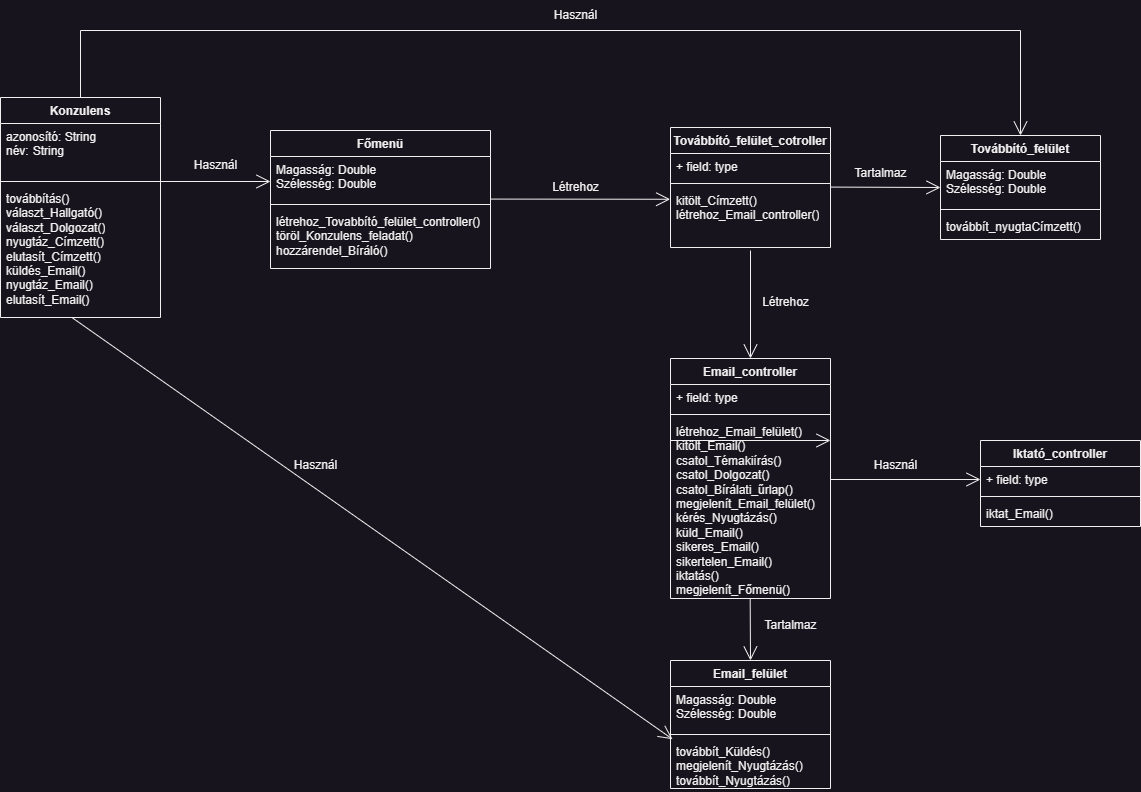 Használ
Konzulens
azonosító: String
név: String
továbbítás()
választ_Hallgató()
választ_Dolgozat()
nyugtáz_Címzett()
elutasít_Címzett()
küldés_Email()
nyugtáz_Email()
elutasít_Email()
Használ
Főmenü
Magasság: Double
Szélesség: Double
létrehoz_Tovabbító_felület_controller()
töröl_Konzulens_feladat()
hozzárendel_Bíráló()
Létrehoz
Továbbító_felület_cotroller
+ field: type
kitölt_Címzett()
létrehoz_Email_controller()
Tartalmaz
Továbbító_felület
Magasság: Double
Szélesség: Double
továbbít_nyugtaCímzett()
Létrehoz
Email_controller
+ field: type
létrehoz_Email_felület()
kitölt_Email()
csatol_Témakiírás()
csatol_Dolgozat()
csatol_Bírálati_űrlap()
megjelenít_Email_felület()
kérés_Nyugtázás()
küld_Email()
sikeres_Email()
sikertelen_Email()
iktatás()
megjelenít_Főmenü()
Használ
Iktató_controller
+ field: type
iktat_Email()
Használ
Tartalmaz
Email_felület
Magasság: Double
Szélesség: Double
továbbít_Küldés()
megjelenít_Nyugtázás()
továbbít_Nyugtázás()